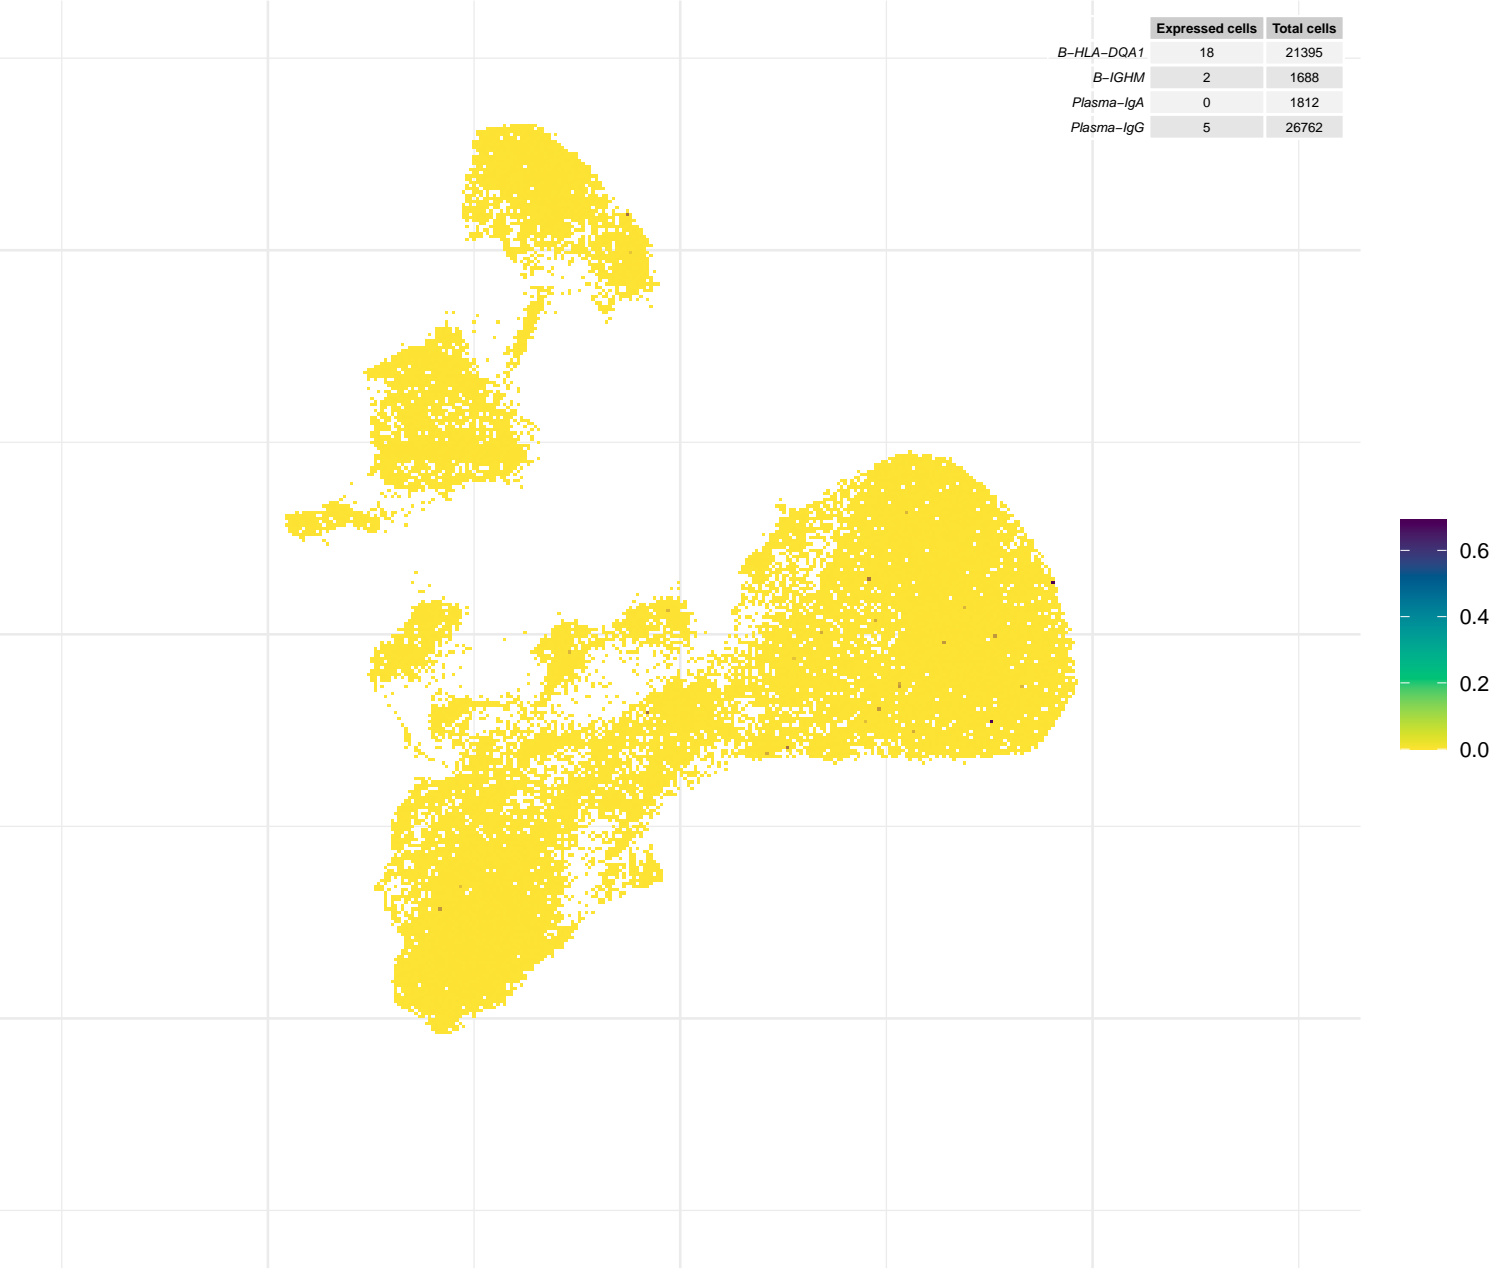 Expressed cells Total cells
B−HLA−DQA1 18 21395
B−IGHM 2 1688
Plasma−IgA 0 1812
Plasma−IgG 5 26762
0.6
0.4
0.2
0.0